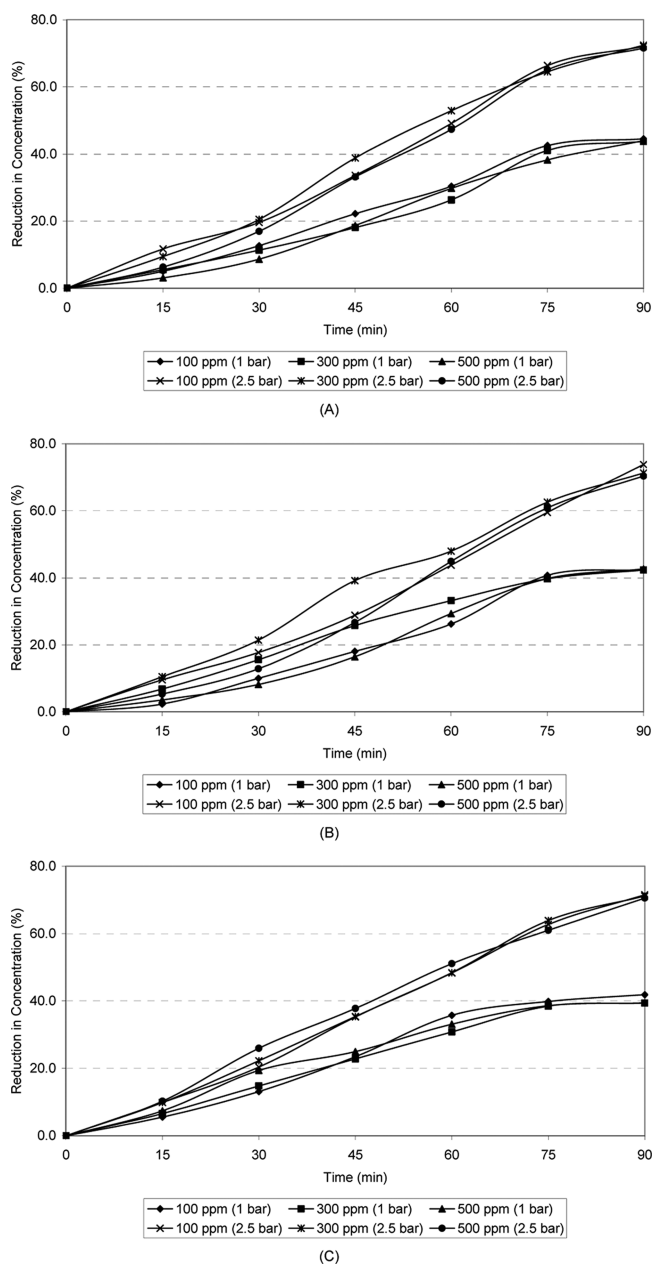 80.0
60.0
40.0
20.0
0.0
Reduction in Concentration (%)
0 15 30 45 60 75 90
Time (min)
100 ppm (1 bar) 300 ppm (1 bar) 500 ppm (1 bar)
100 ppm (2.5 bar) 300 ppm (2.5 bar) 500 ppm (2.5 bar)
(A)
80.0
60.0
40.0
20.0
0.0
Reduction in Concentration (%)
0 15 30 45 60 75 90
Time (min)
100 ppm (1 bar) 300 ppm (1 bar) 500 ppm (1 bar)
100 ppm (2.5 bar) 300 ppm (2.5 bar) 500 ppm (2.5 bar)
(B)
80.0
60.0
40.0
20.0
0.0
Reduction in Concentration (%)
0 15 30 45 60 75 90
Time (min)
100 ppm (1 bar) 300 ppm (1 bar) 500 ppm (1 bar)
100 ppm (2.5 bar) 300 ppm (2.5 bar) 500 ppm (2.5 bar)
(C)